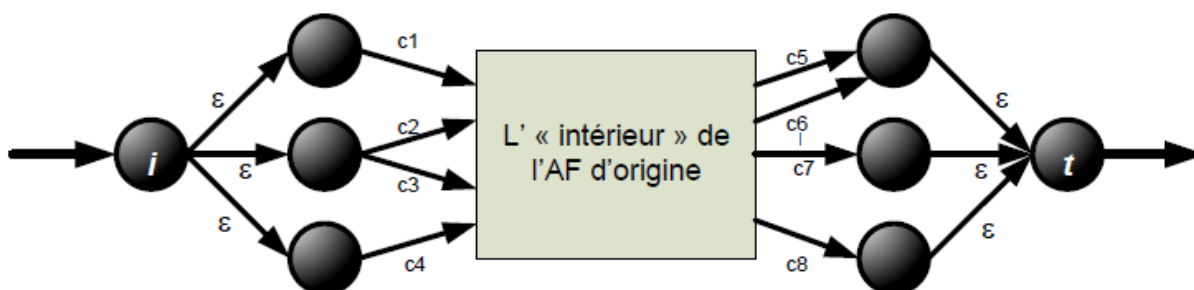 c1
c5
ε
ε
c2
L' « intérieur » de
l'AF d'origine
c6
i
ε
c3
c7
ε
t
ε
ε
c4
c8